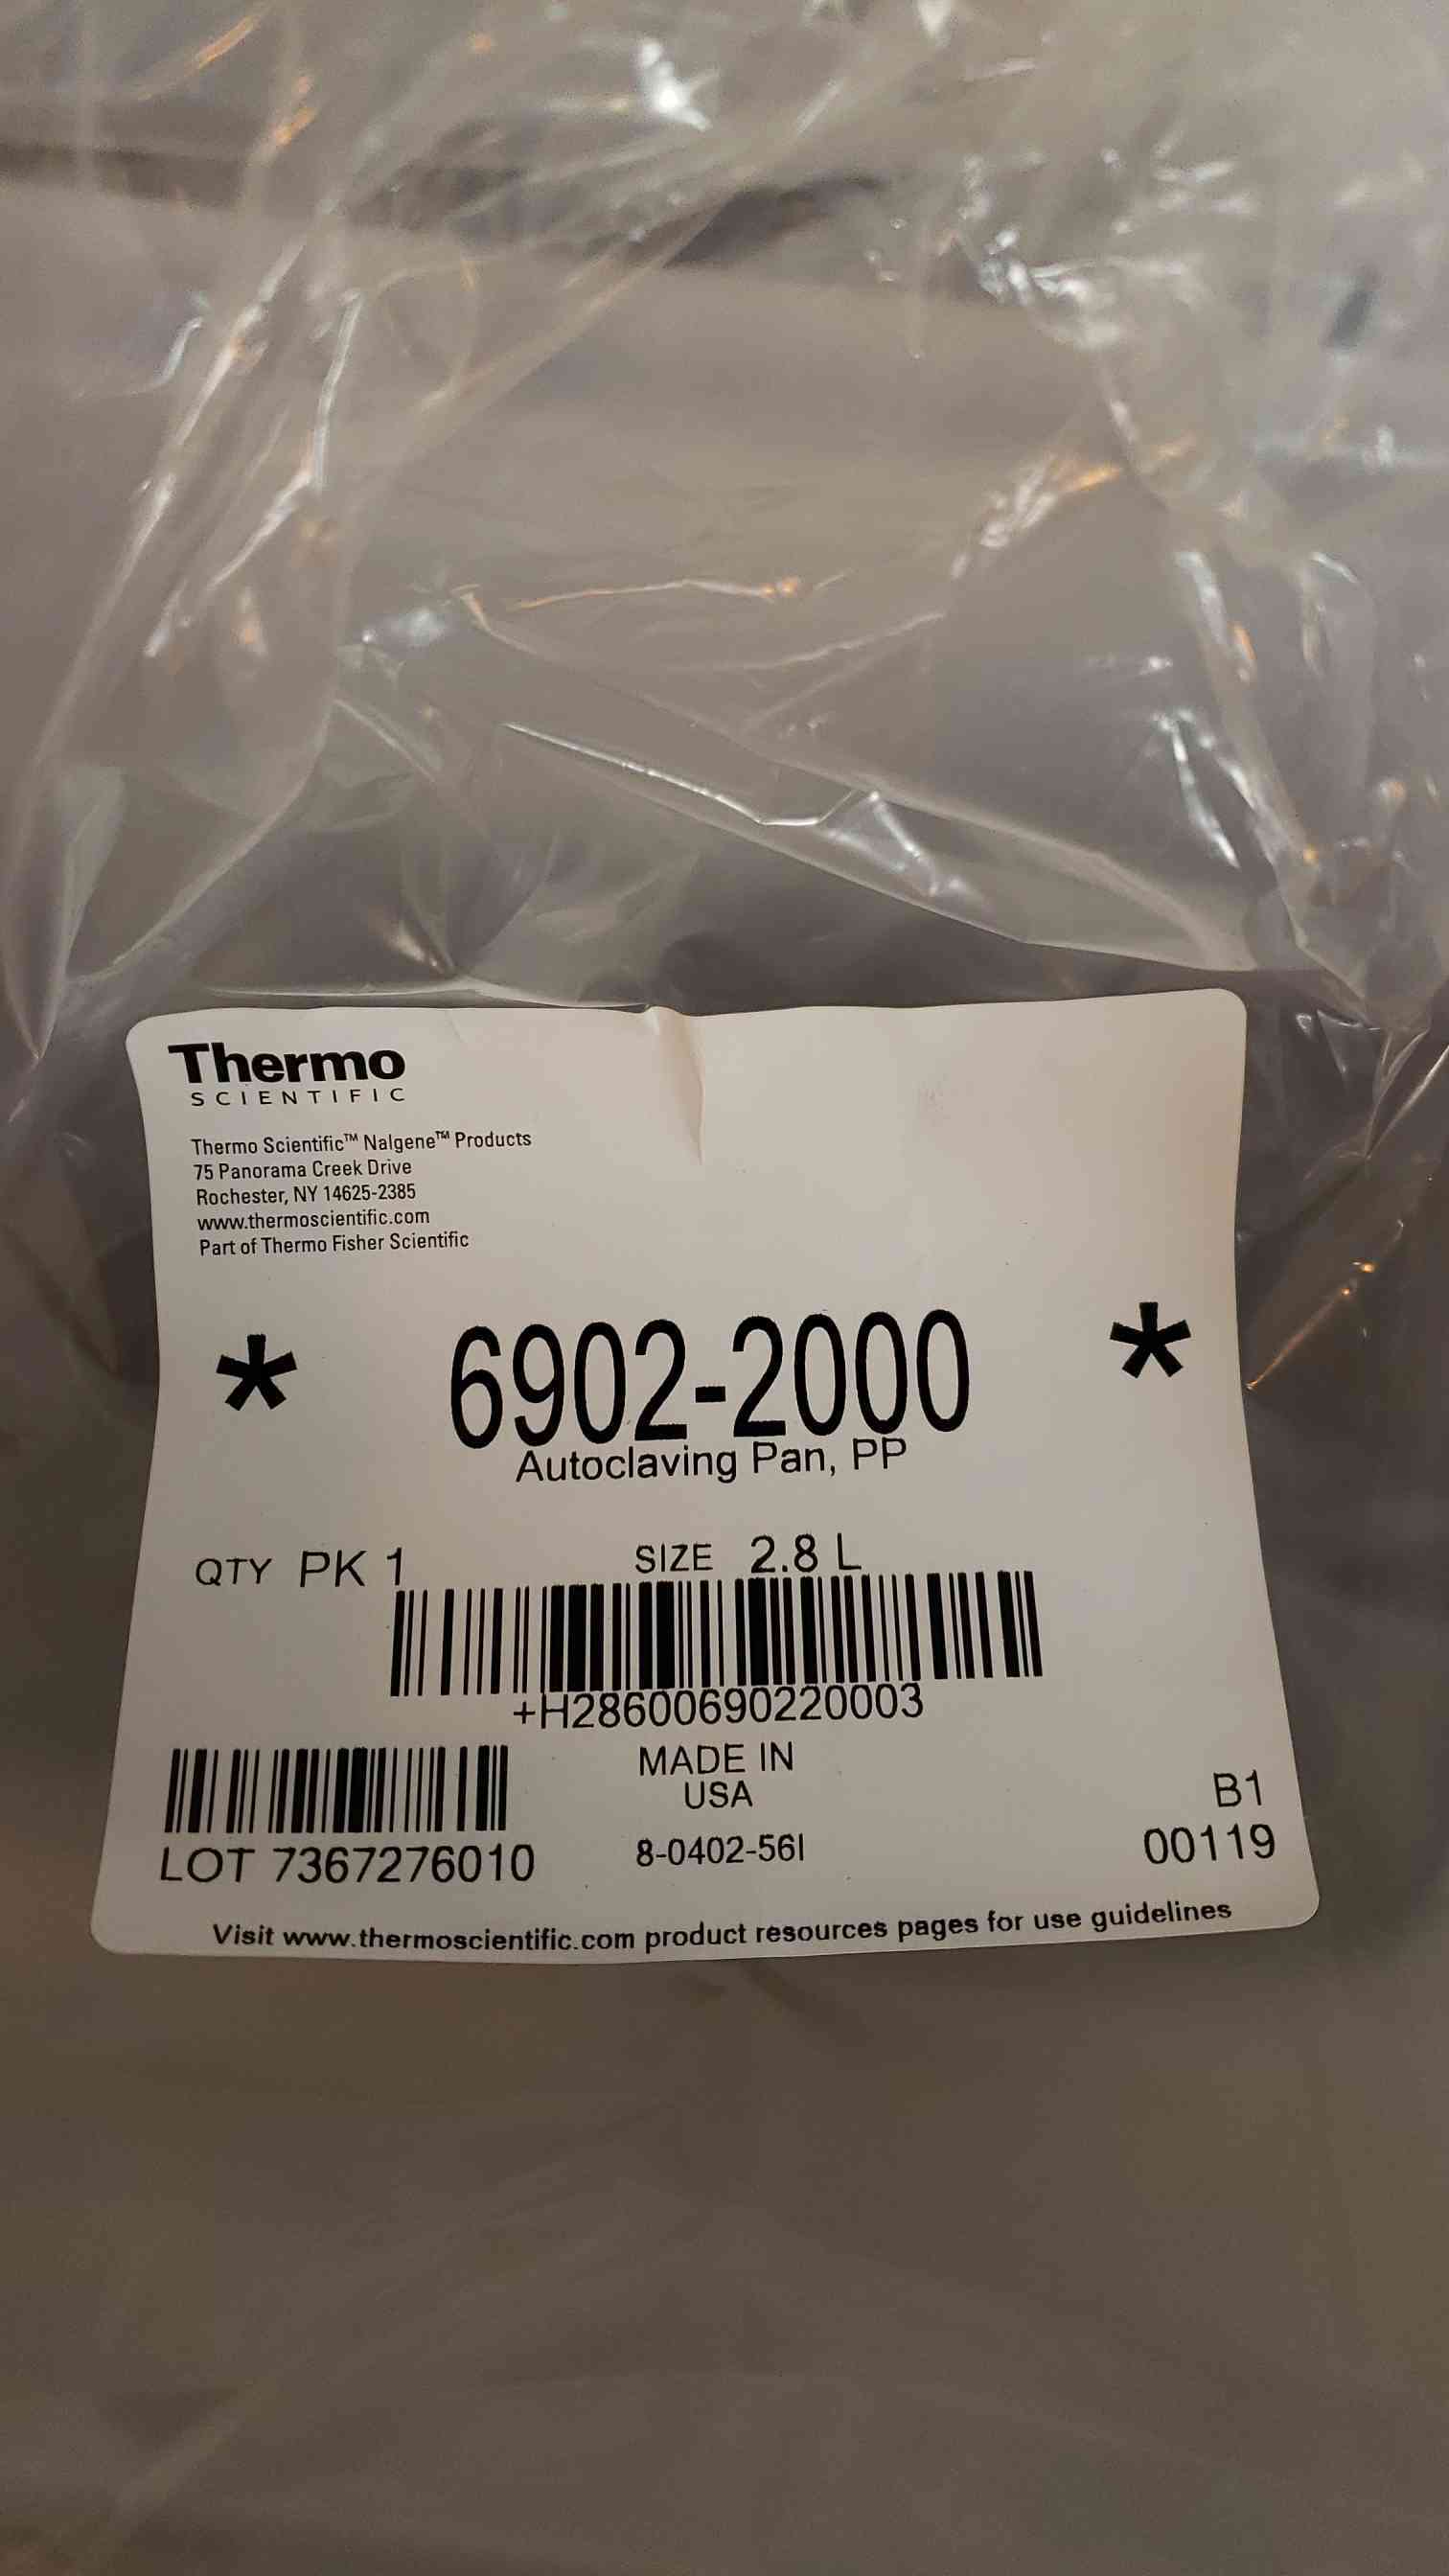 Thermo
SCIENTIFIC
Thermo Scientific™ Nalgene™ Products
75 Panorama Creek Drive
Rochester, NY 14625-2385
www.thermoscientific.com
Part of Thermo Fisher Scientific
* 6902-2000 *
Autoclaving Pan, PP
QTY PK 1 SIZE 2.8 L
+H28600690220003
MADE IN
USA
B1
LOT 7367276010 8-0402-56I 00119
Visit www.thermoscientific.com product resources pages for use guidelines